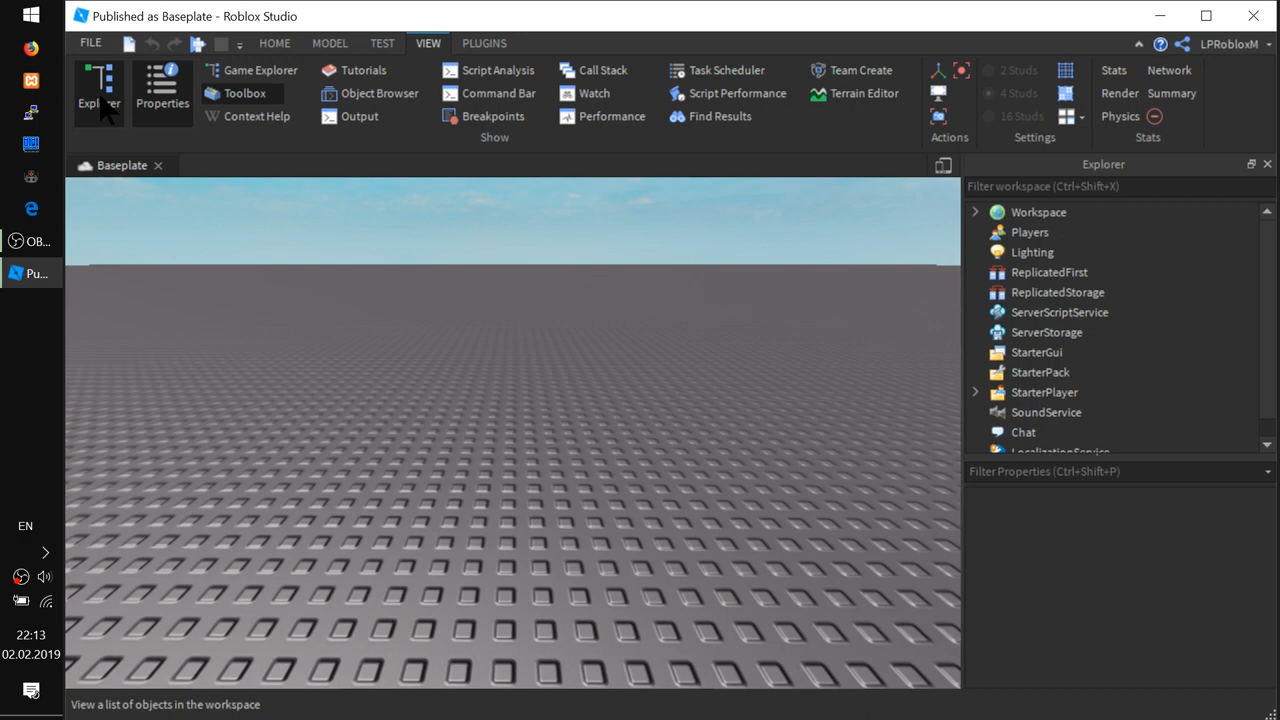 Published as Baseplate - Roblox Studio
FILE
HOME
MODEL
TEST
VIEW
PLUGINS
LPRobloxM
Explorer
Properties
Game Explorer
Toolbox
Context Help
Tutorials
Object Browser
Output
Script Analysis
Command Bar
Breakpoints
Call Stack
Watch
Performance
Task Scheduler
Script Performance
Find Results
Team Create
Terrain Editor
Show
Actions
2 Studs
4 Studs
16 Studs
Settings
Stats
Network
Render
Summary
Physics
Stats
Baseplate
Explorer
Filter workspace (Ctrl+Shift+X)
Workspace
Players
Lighting
ReplicatedFirst
ReplicatedStorage
ServerScriptService
ServerStorage
StarterGui
StarterPack
StarterPlayer
SoundService
Chat
LocalizationService
Filter Properties (Ctrl+Shift+P)
View a list of objects in the workspace
OB...
Pu...
EN
22:13
02.02.2019